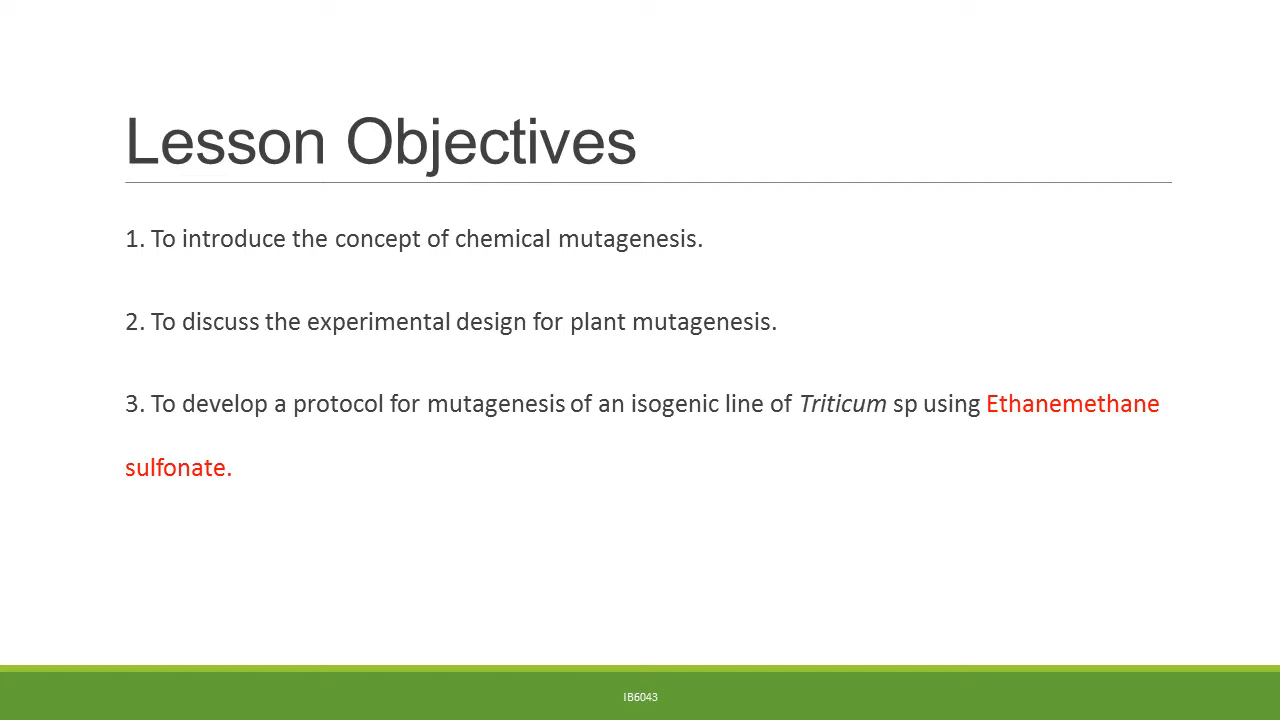 Lesson Objectives
1. To introduce the concept of chemical mutagenesis.
2. To discuss the experimental design for plant mutagenesis.
3. To develop a protocol for mutagenesis of an isogenic line of Triticum sp using Ethanemethane
sulfonate.
IB6043